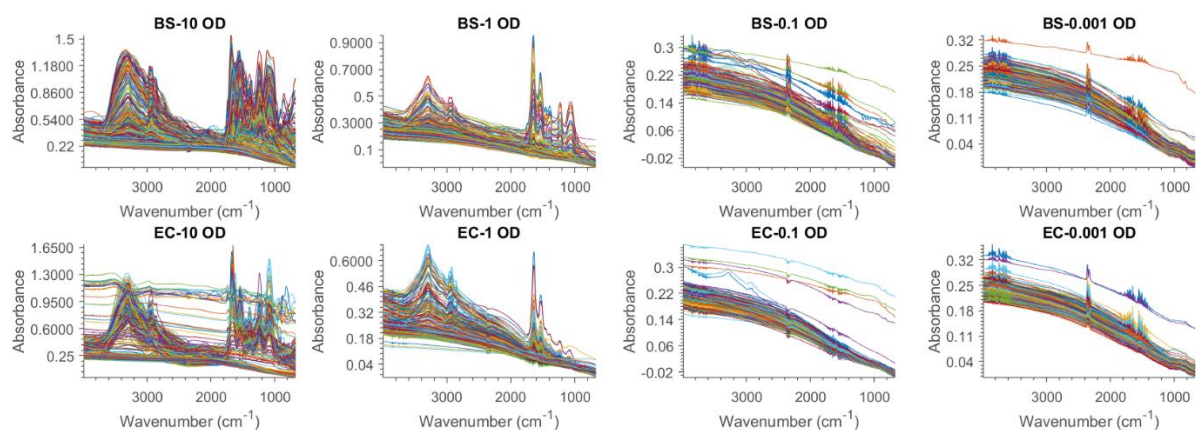 BS-10 OD
BS-1 OD
BS-0.1 OD
BS-0.001 OD
Absorbance
1.5
1.1800
0.8600
0.5400
0.22
3000 2000 1000
Wavenumber (cm⁻¹)
Absorbance
0.9000
0.7000
0.5
0.3000
0.1
3000 2000 1000
Wavenumber (cm⁻¹)
Absorbance
0.3
0.22
0.14
0.06
-0.02
3000 2000 1000
Wavenumber (cm⁻¹)
Absorbance
0.32
0.25
0.18
0.11
0.04
3000 2000 1000
Wavenumber (cm⁻¹)
EC-10 OD
EC-1 OD
EC-0.1 OD
EC-0.001 OD
Absorbance
1.6500
1.3000
0.9500
0.6000
0.25
3000 2000 1000
Wavenumber (cm⁻¹)
Absorbance
0.6000
0.46
0.32
0.18
0.04
3000 2000 1000
Wavenumber (cm⁻¹)
Absorbance
0.3
0.22
0.14
0.06
-0.02
3000 2000 1000
Wavenumber (cm⁻¹)
Absorbance
0.32
0.25
0.18
0.11
0.04
3000 2000 1000
Wavenumber (cm⁻¹)